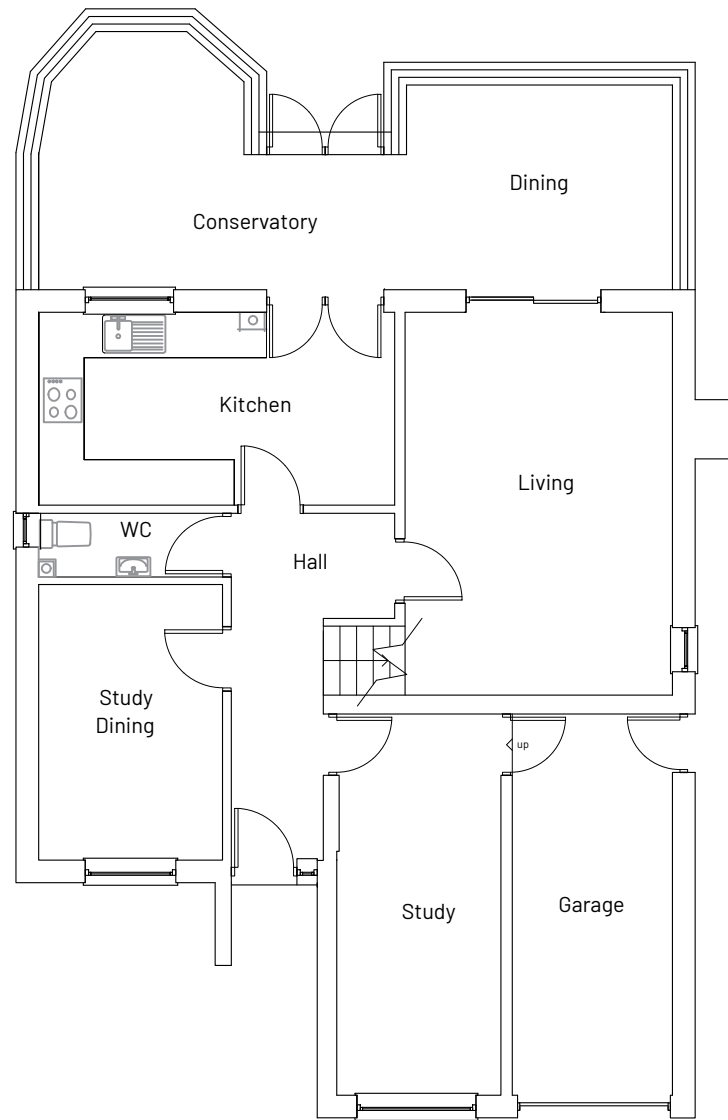 Dining
Conservatory
Kitchen
Living
WC
Hall
Study
Dining
up
Study
Garage